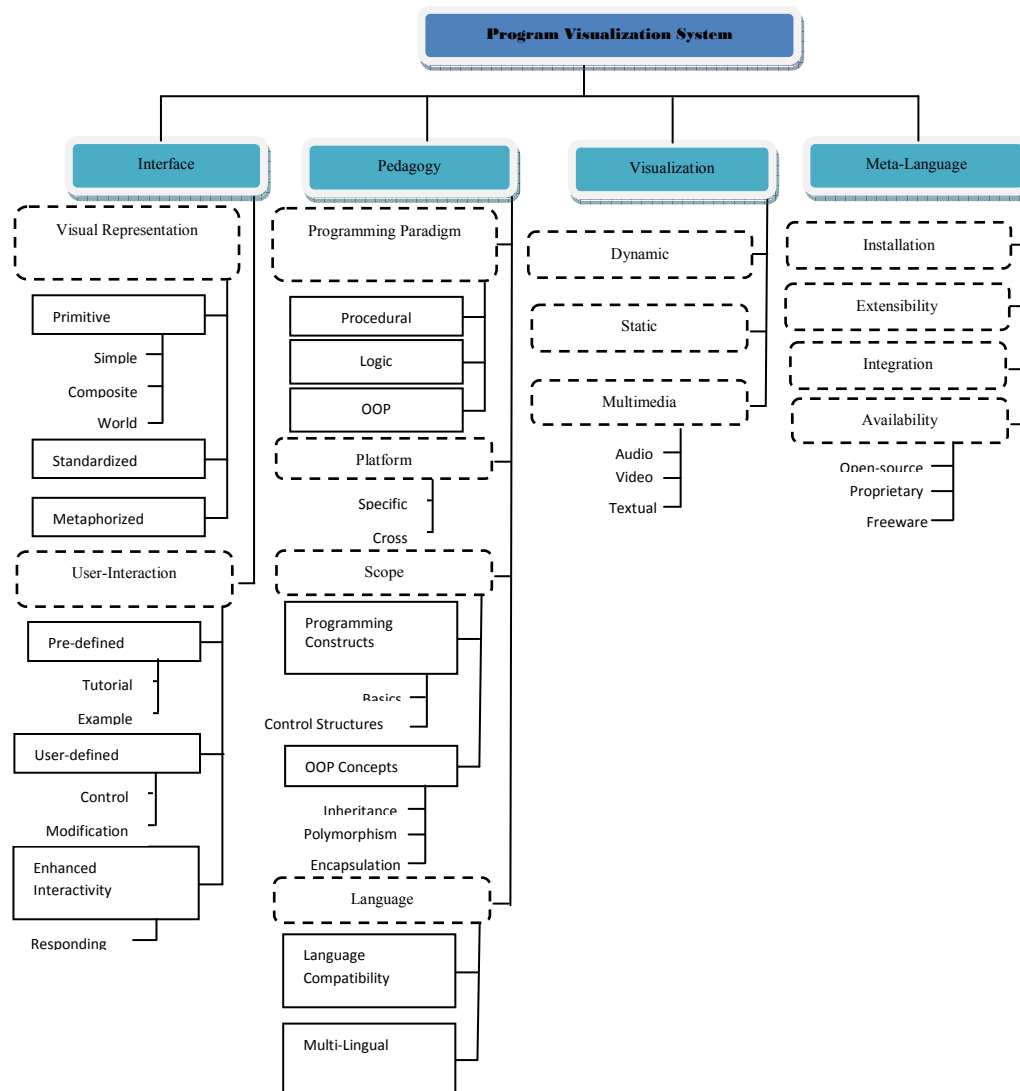 Program Visualization System
Interface
Visual Representation
Primitive
Simple
Composite
World
Standardized
Metaphorized
User-Interaction
Pre-defined
Tutorial
Example
User-defined
Control
Modification
Enhanced
Interactivity
Responding
Pedagogy
Programming Paradigm
Procedural
Logic
OOP
Platform
Specific
Cross
Scope
Programming
Constructs
Basics
Control Structures
OOP Concepts
Inheritance
Polymorphism
Encapsulation
Language
Language
Compatibility
Multi-Lingual
Visualization
Dynamic
Static
Multimedia
Audio
Video
Textual
Meta-Language
Installation
Extensibility
Integration
Availability
Open-source
Proprietary
Freeware